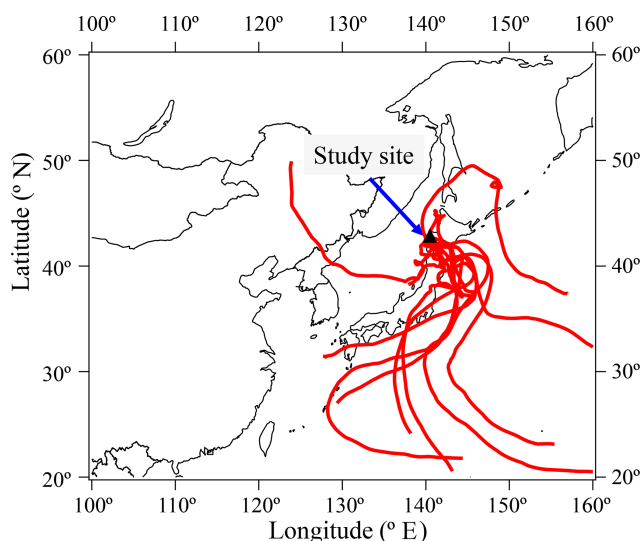 100º 110º 120º 130º 140º 150º 160º
60º 60º
Study site
50º 50º
Latitude (º N)
40º 40º
30º 30º
20º 20º
100º 110º 120º 130º 140º 150º 160º
Longitude (º E)